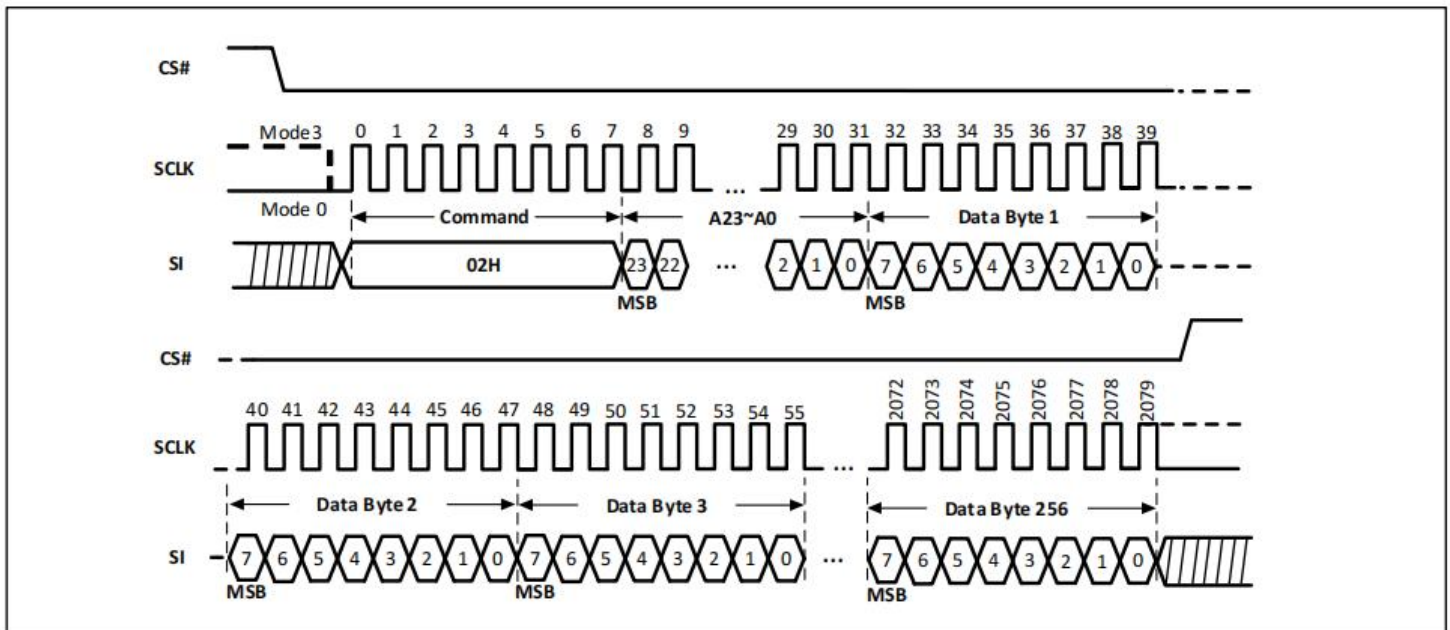 CS#
Mode3 0 1 2 3 4 5 6 7 8 9 29 30 31 32 33 34 35 36 37 38 39
SCLK ...
Mode 0 Command A23~A0 Data Byte 1
SI 02H 23 22 ... 2 1 0 7 6 5 4 3 2 1 0
MSB MSB
CS#
40 41 42 43 44 45 46 47 48 49 50 51 52 53 54 55 2072 2073 2074 2075 2076 2077 2078 2079
SCLK ...
Data Byte 2 Data Byte 3 Data Byte 256
SI 7 6 5 4 3 2 1 0 7 6 5 4 3 2 1 0 ... 7 6 5 4 3 2 1 0
MSB MSB MSB